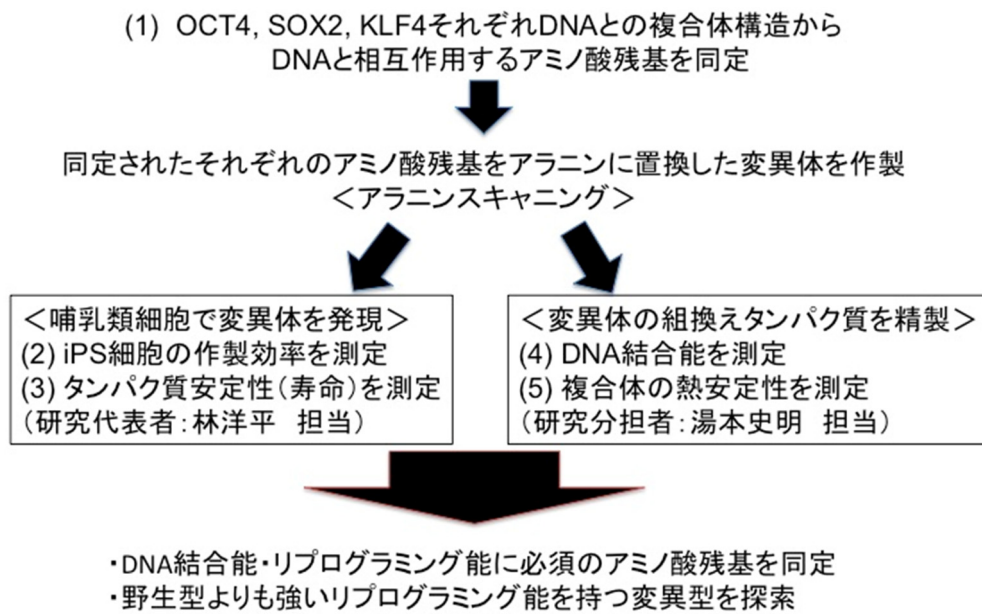 (1) OCT4, SOX2, KLF4それぞれDNAとの複合体構造から
DNAと相互作用するアミノ酸残基を同定
同定されたそれぞれのアミノ酸残基をアラニンに置換した変異体を作製
＜アラニンスキャニング＞
＜哺乳類細胞で変異体を発現＞
(2) iPS細胞の作製効率を測定
(3) タンパク質安定性(寿命)を測定
(研究代表者:林洋平　担当)
＜変異体の組換えタンパク質を精製＞
(4) DNA結合能を測定
(5) 複合体の熱安定性を測定
(研究分担者:湯本史明　担当)
・DNA結合能・リプログラミング能に必須のアミノ酸残基を同定
・野生型よりも強いリプログラミング能を持つ変異型を探索